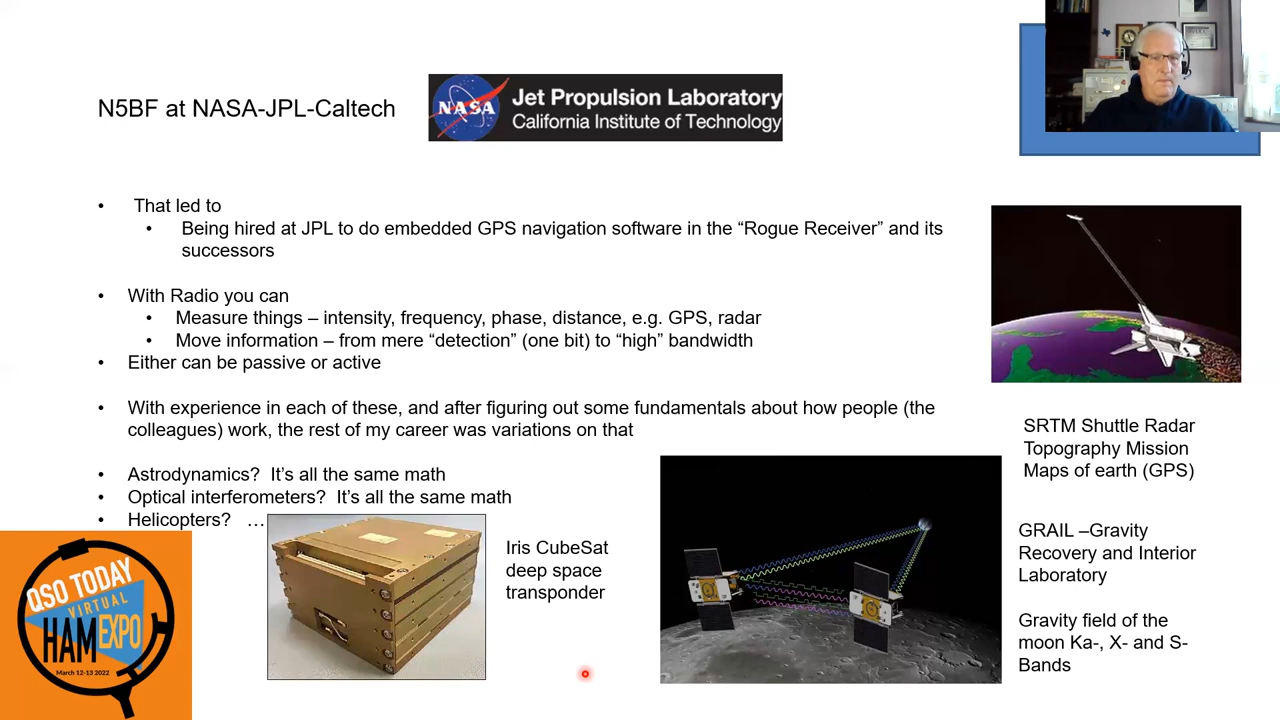 N5BF at NASA-JPL-Caltech
NASA
Jet Propulsion Laboratory
California Institute of Technology
• That led to
• Being hired at JPL to do embedded GPS navigation software in the “Rogue Receiver” and its
successors
• With Radio you can
• Measure things – intensity, frequency, phase, distance, e.g. GPS, radar
• Move information – from mere “detection” (one bit) to “high” bandwidth
• Either can be passive or active
• With experience in each of these, and after figuring out some fundamentals about how people (the
colleagues) work, the rest of my career was variations on that
• Astrodynamics? It’s all the same math
• Optical interferometers? It’s all the same math
• Helicopters? …
Iris CubeSat
deep space
transponder
SRTM Shuttle Radar
Topography Mission
Maps of earth (GPS)
GRAIL –Gravity
Recovery and Interior
Laboratory
Gravity field of the
moon Ka-, X- and S-
Bands
QSO TODAY
VIRTUAL
HAM EXPO
March 12-13 2022